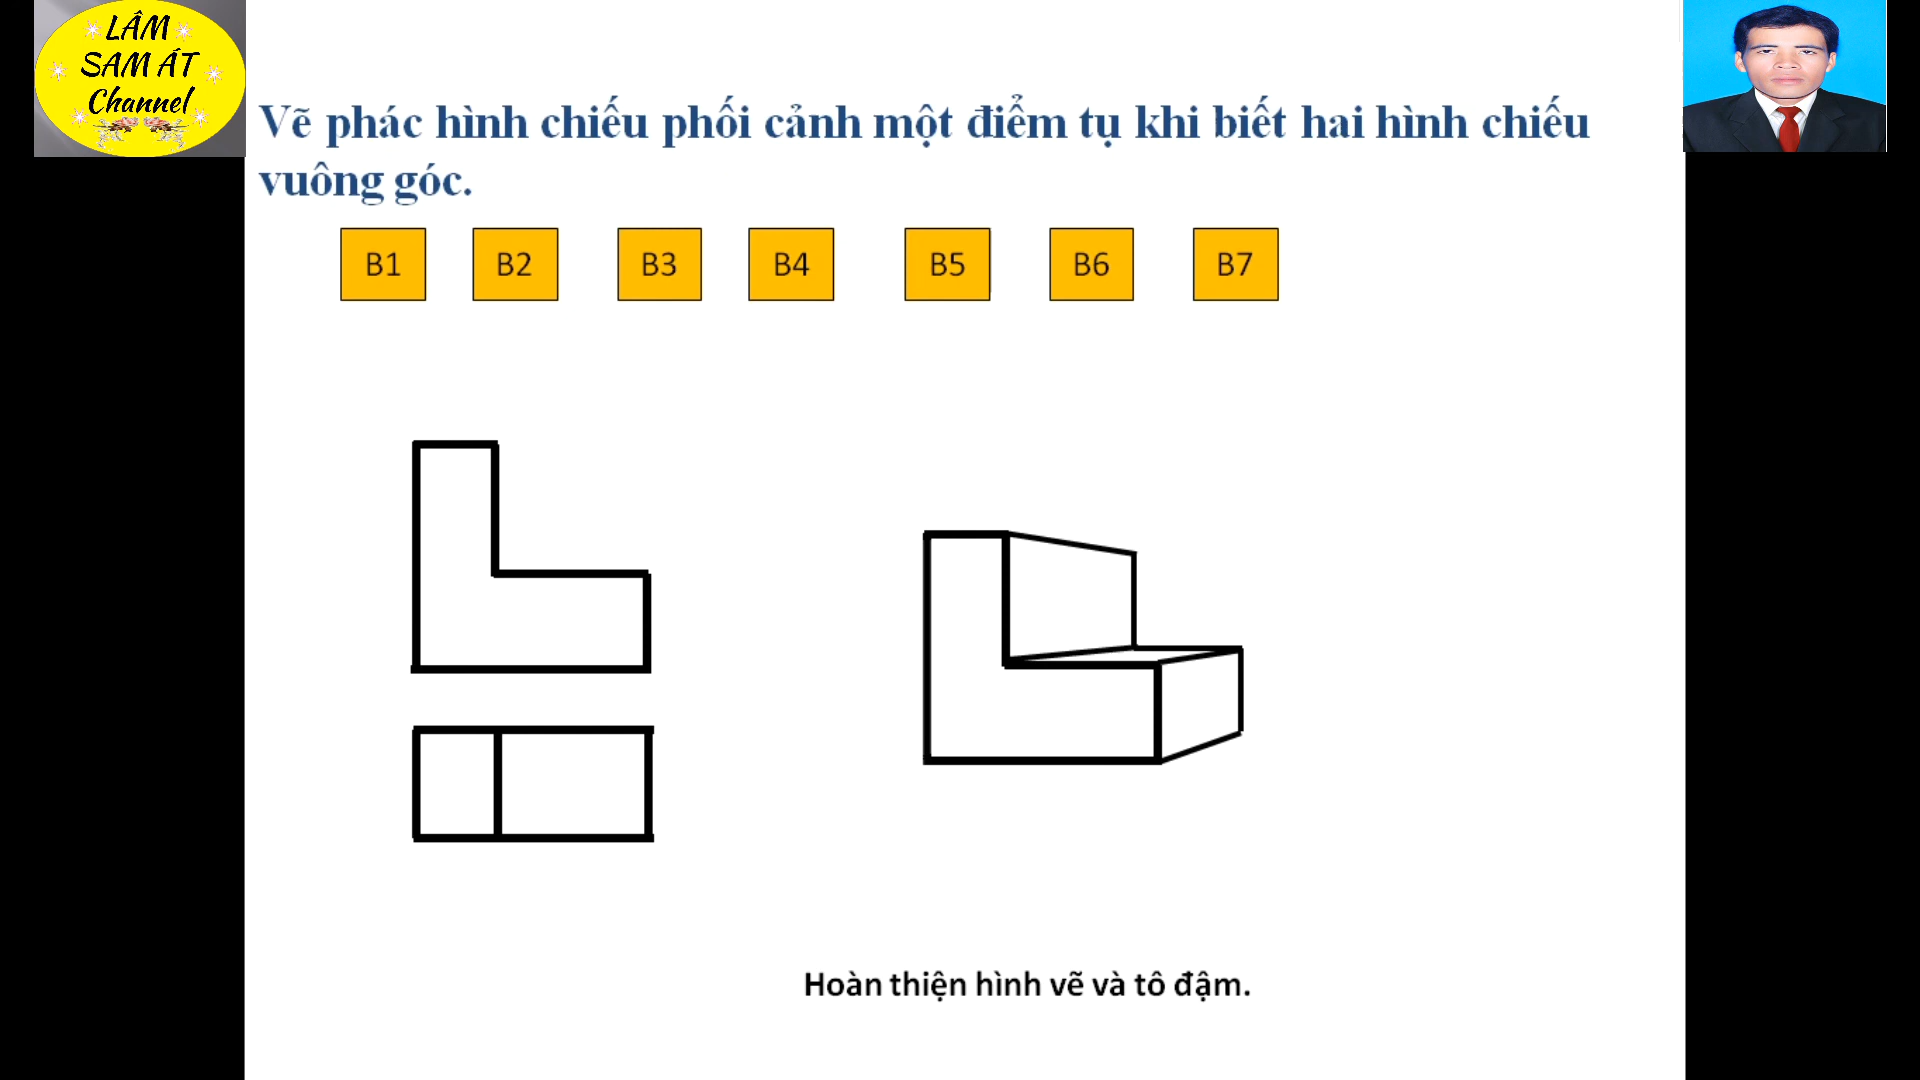 LÂM
SAM ÁT
Channel
Vẽ phác hình chiếu phối cảnh một điểm tụ khi biết hai hình chiếu
vuông góc.
B1 B2 B3 B4 B5 B6 B7
Hoàn thiện hình vẽ và tô đậm.